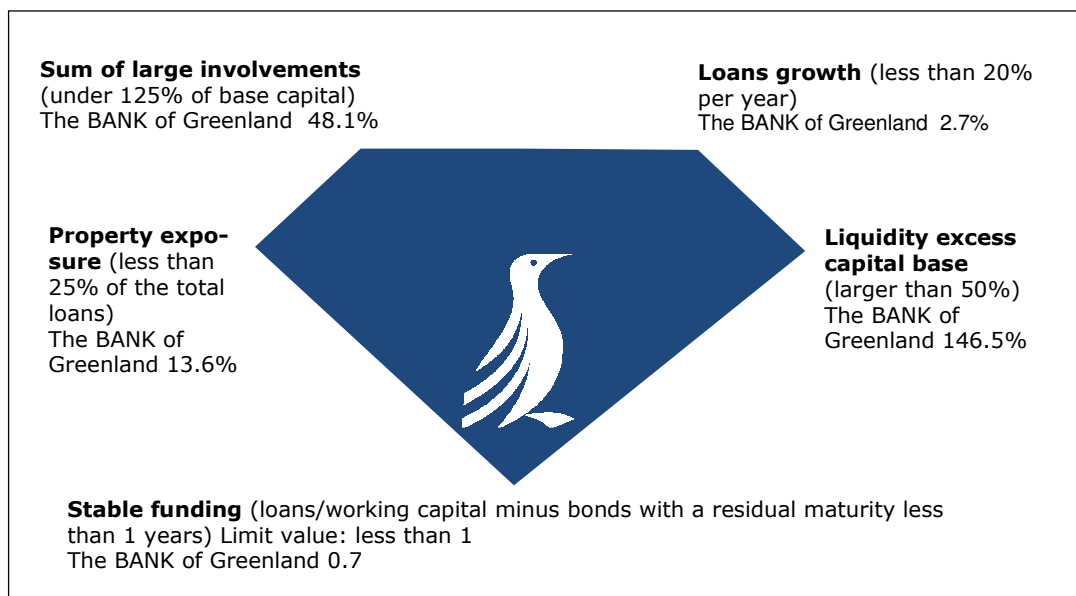 Sum of large involvements
(under 125% of base capital)
The BANK of Greenland  48.1%
Loans growth (less than 20%
per year)
The BANK of Greenland  2.7%
Property expo-
sure (less than
25% of the total
loans)
The BANK of
Greenland 13.6%
Liquidity excess
capital base
(larger than 50%)
The BANK of
Greenland 146.5%
Stable funding (loans/working capital minus bonds with a residual maturity less
than 1 years) Limit value: less than 1
The BANK of Greenland 0.7